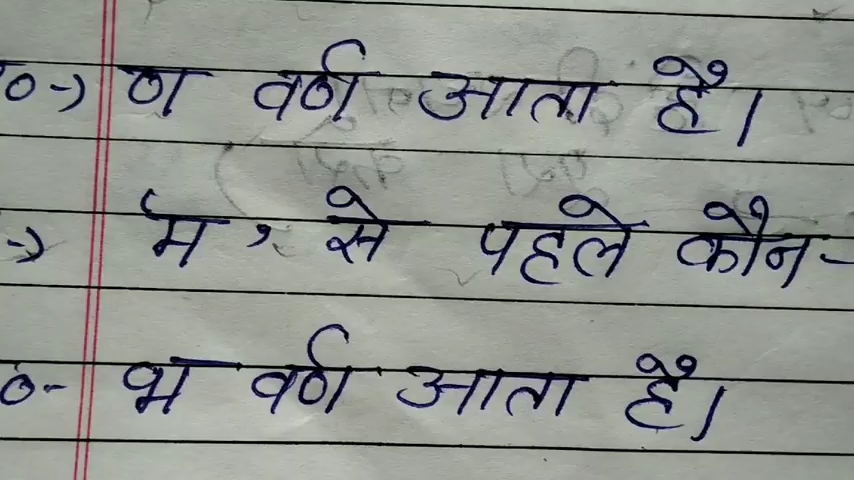 उ०-) ण वर्ण आता है।
-) 'म' से पहले कौन-
उ०- भ वर्ण आता है।